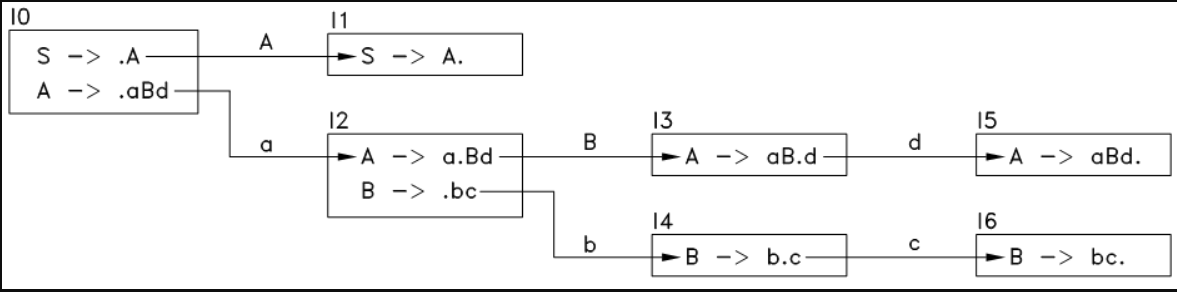 I0
S -> .A
A -> .aBd
A
I1
S -> A.
a
I2
A -> a.Bd
B -> .bc
B
I3
A -> aB.d
d
I5
A -> aBd.
b
I4
B -> b.c
c
I6
B -> bc.